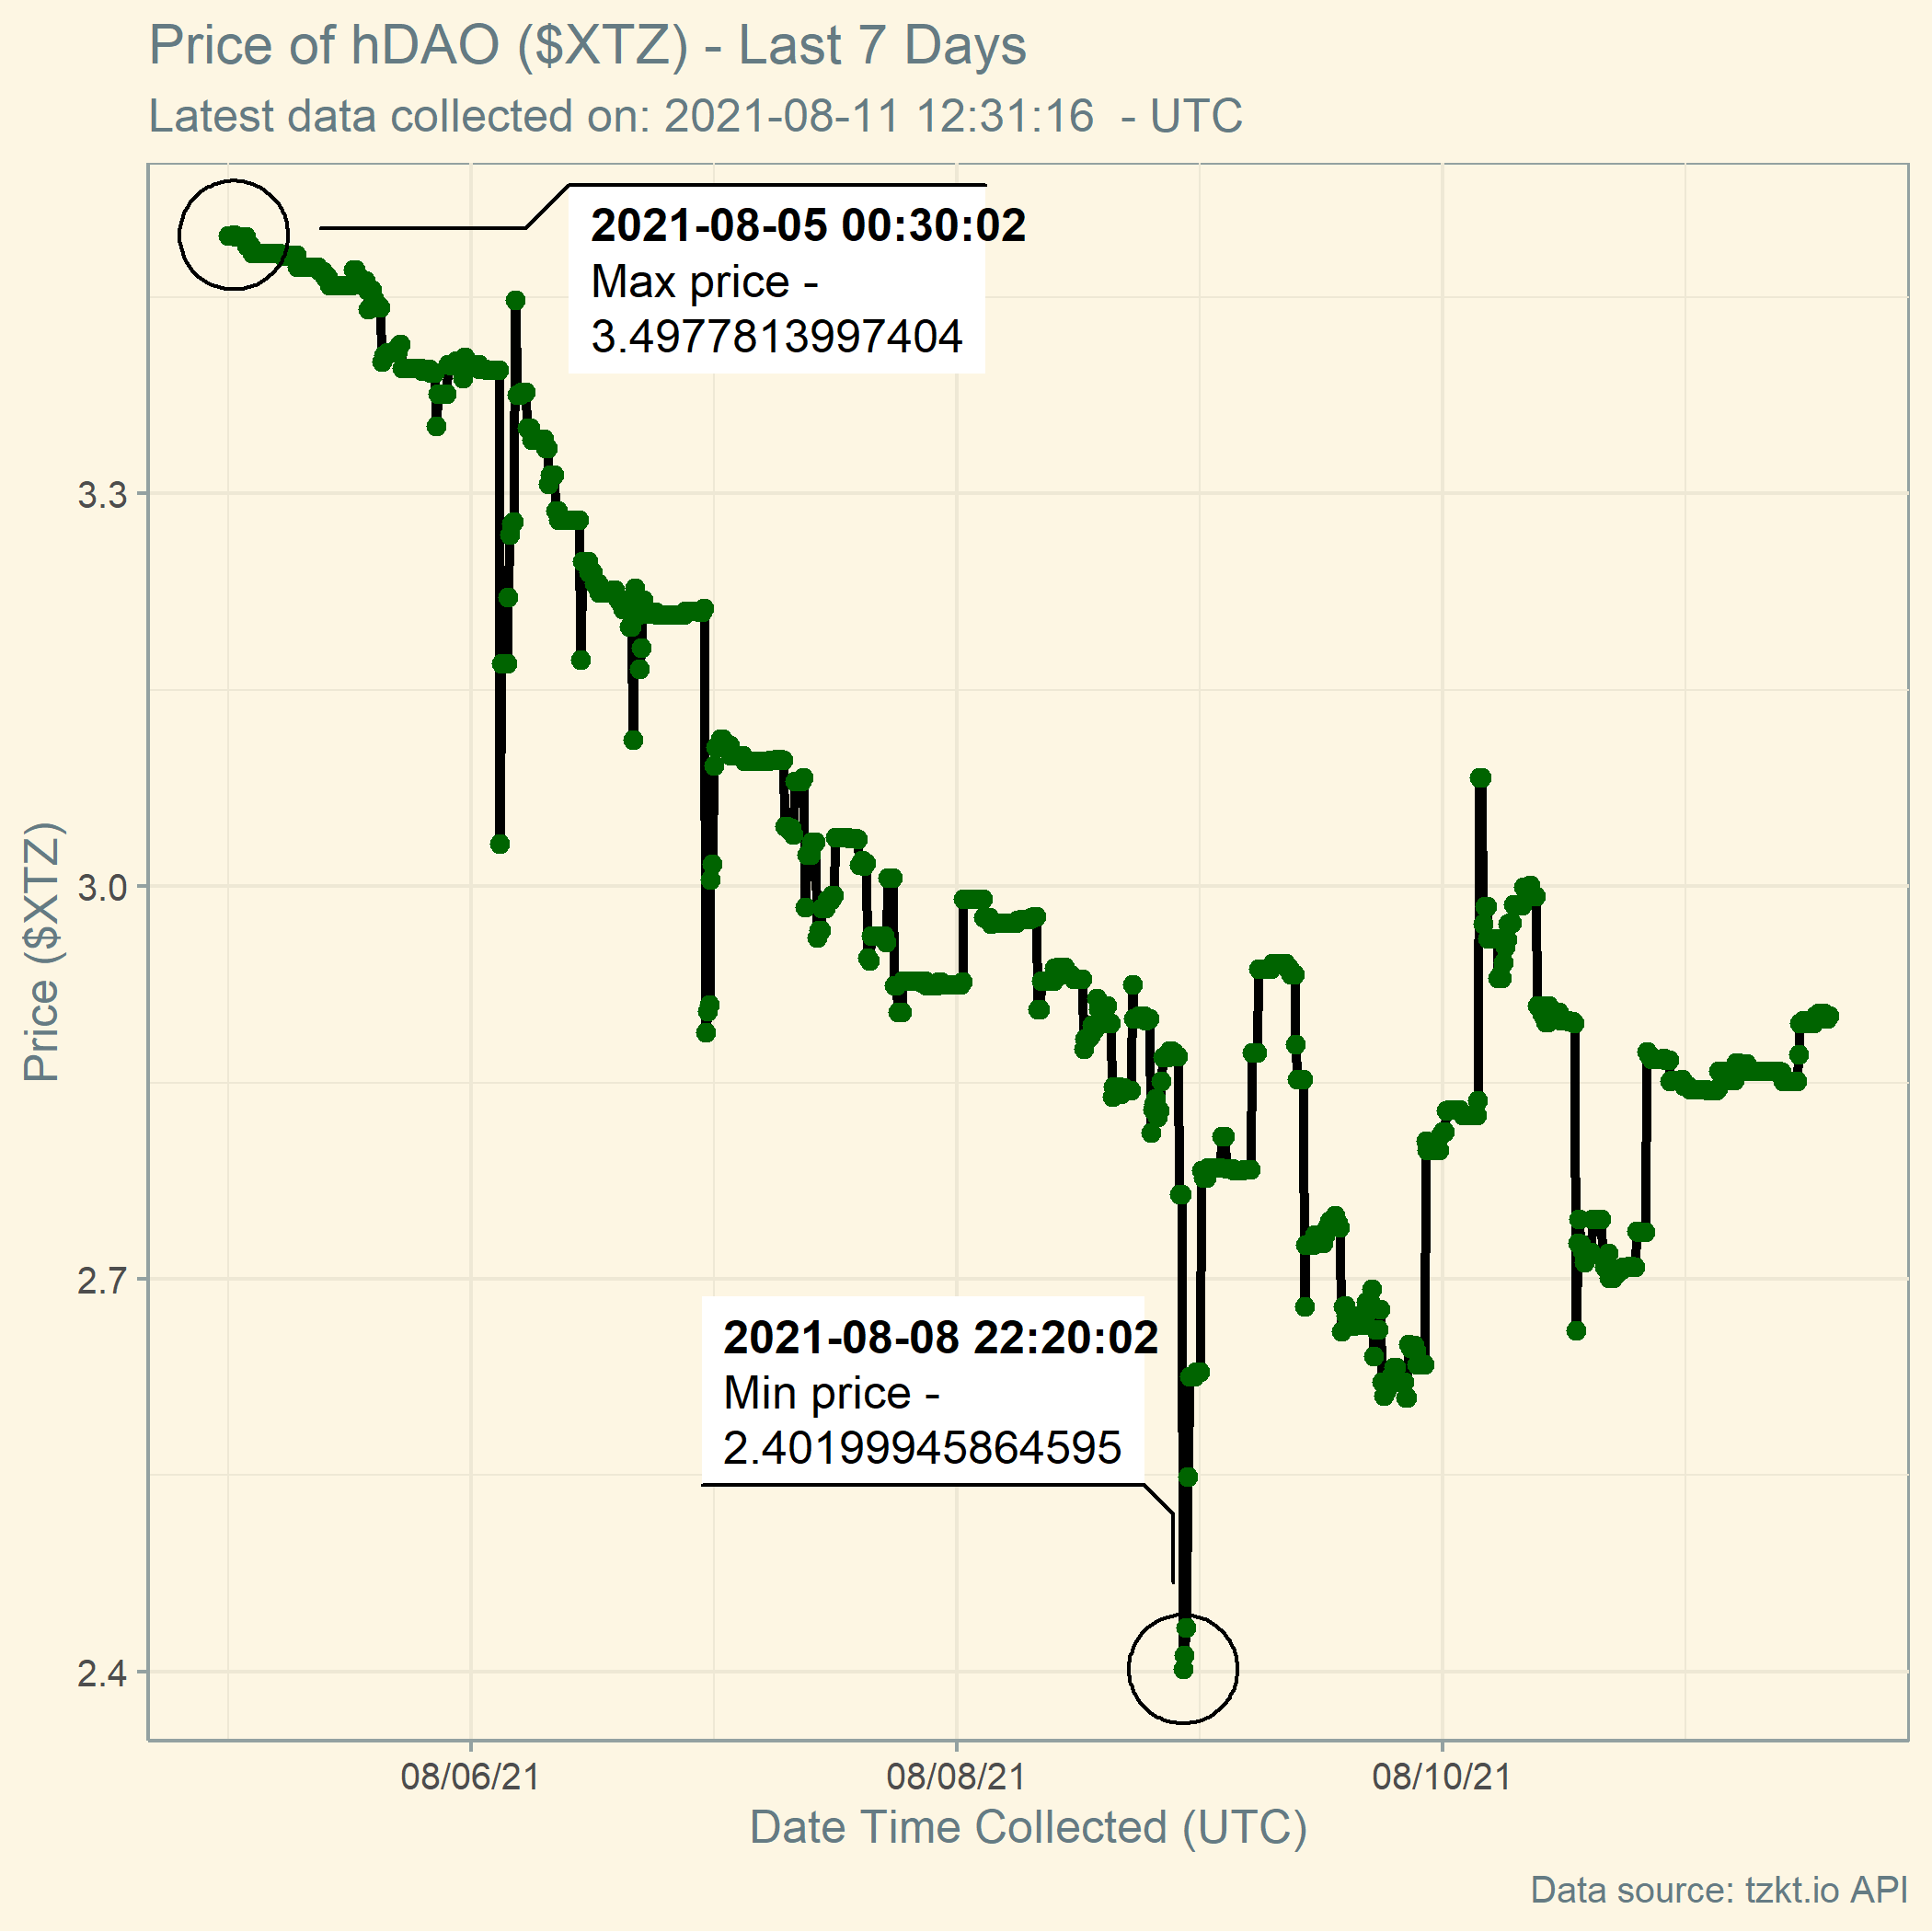 Price of hDAO ($XTZ) - Last 7 Days
Latest data collected on: 2021-08-11 12:31:16  - UTC
2021-08-05 00:30:02
Max price -
3.4977813997404
3.3
3.0
2.7
2.4
Price ($XTZ)
2021-08-08 22:20:02
Min price -
2.40199945864595
08/06/21
08/08/21
08/10/21
Date Time Collected (UTC)
Data source: tzkt.io API